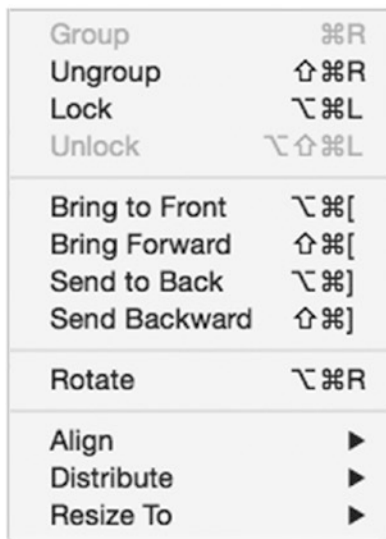 Group ⌘R
Ungroup ⇧⌘R
Lock ⌥⌘L
Unlock ⌥⇧⌘L
Bring to Front ⌥⌘[
Bring Forward ⇧⌘[
Send to Back ⌥⌘]
Send Backward ⇧⌘]
Rotate ⌥⌘R
Align ▶
Distribute ▶
Resize To ▶